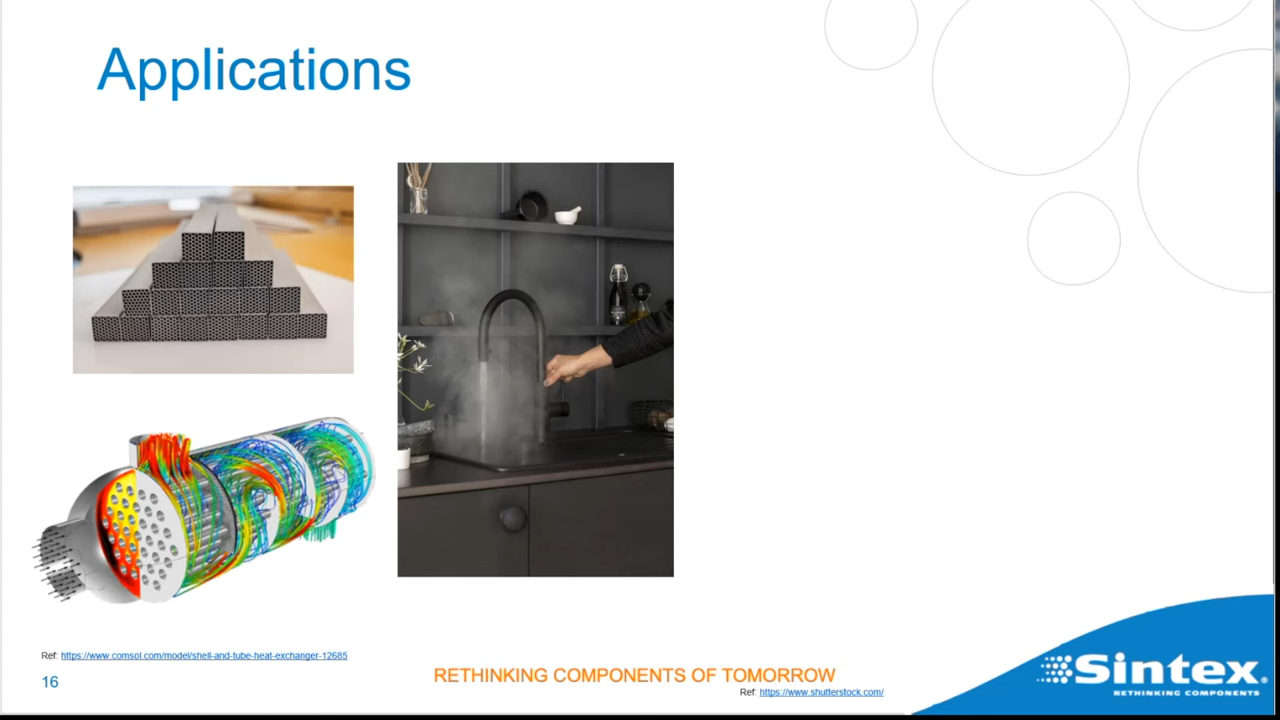 Applications
Ref: https://www.comsol.com/model/shell-and-tube-heat-exchanger-12685
16
RETHINKING COMPONENTS OF TOMORROW
Ref: https://www.shutterstock.com/
Sintex®
RETHINKING COMPONENTS